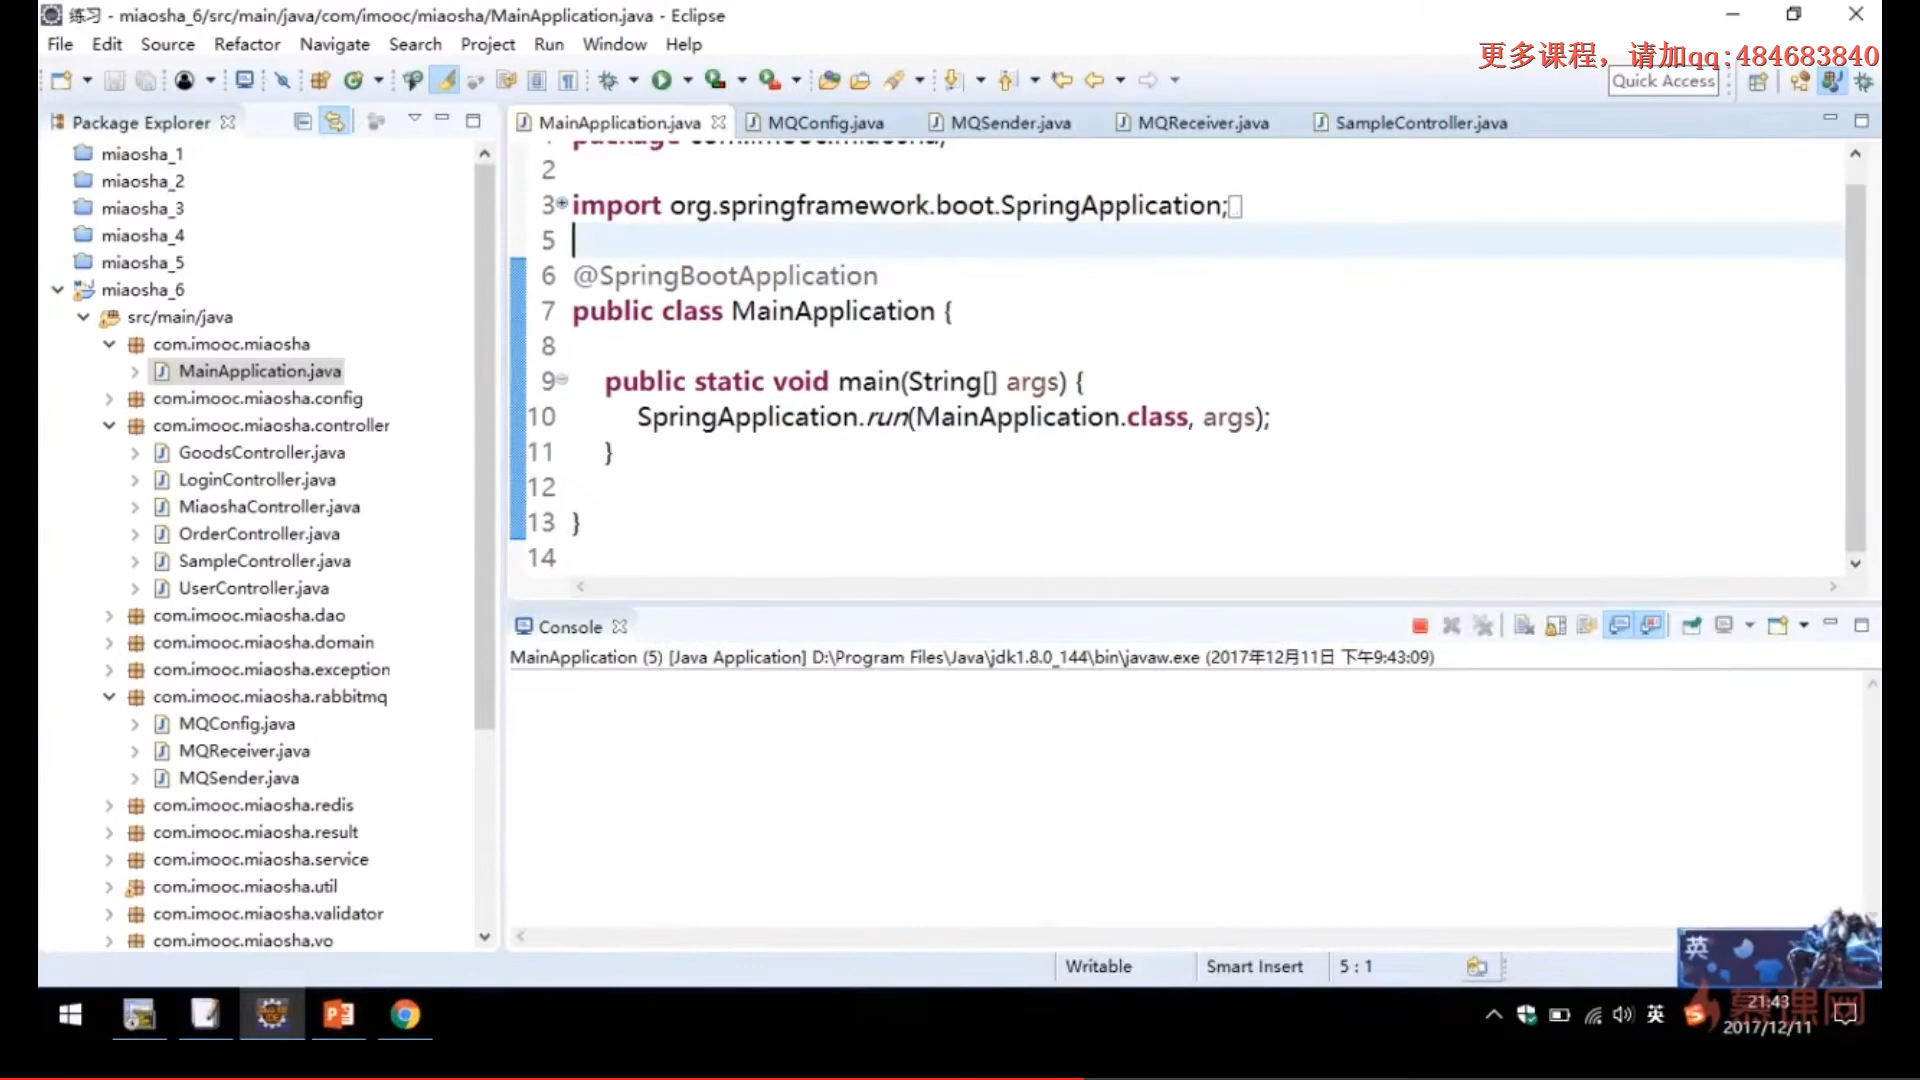 练习 - miaosha_6/src/main/java/com/imooc/miaosha/MainApplication.java - Eclipse
File Edit Source Refactor Navigate Search Project Run Window Help
更多课程，请加qq:484683840
Quick Access
Package Explorer
miaosha_1
miaosha_2
miaosha_3
miaosha_4
miaosha_5
miaosha_6
src/main/java
com.imooc.miaosha
MainApplication.java
com.imooc.miaosha.config
com.imooc.miaosha.controller
GoodsController.java
LoginController.java
MiaoshaController.java
OrderController.java
SampleController.java
UserController.java
com.imooc.miaosha.dao
com.imooc.miaosha.domain
com.imooc.miaosha.exception
com.imooc.miaosha.rabbitmq
MQConfig.java
MQReceiver.java
MQSender.java
com.imooc.miaosha.redis
com.imooc.miaosha.result
com.imooc.miaosha.service
com.imooc.miaosha.util
com.imooc.miaosha.validator
com.imooc.miaosha.vo
MainApplication.java MQConfig.java MQSender.java MQReceiver.java SampleController.java
1 package com.imooc.miaosha;
2
3 import org.springframework.boot.SpringApplication;
5
6 @SpringBootApplication
7 public class MainApplication {
8
9 public static void main(String[] args) {
10 SpringApplication.run(MainApplication.class, args);
11 }
12
13 }
14
Console
MainApplication (5) [Java Application] D:\Program Files\Java\jdk1.8.0_144\bin\javaw.exe (2017年12月11日 下午9:43:09)
Writable Smart Insert 5 : 1
英
英
21:43
2017/12/11
慕课网